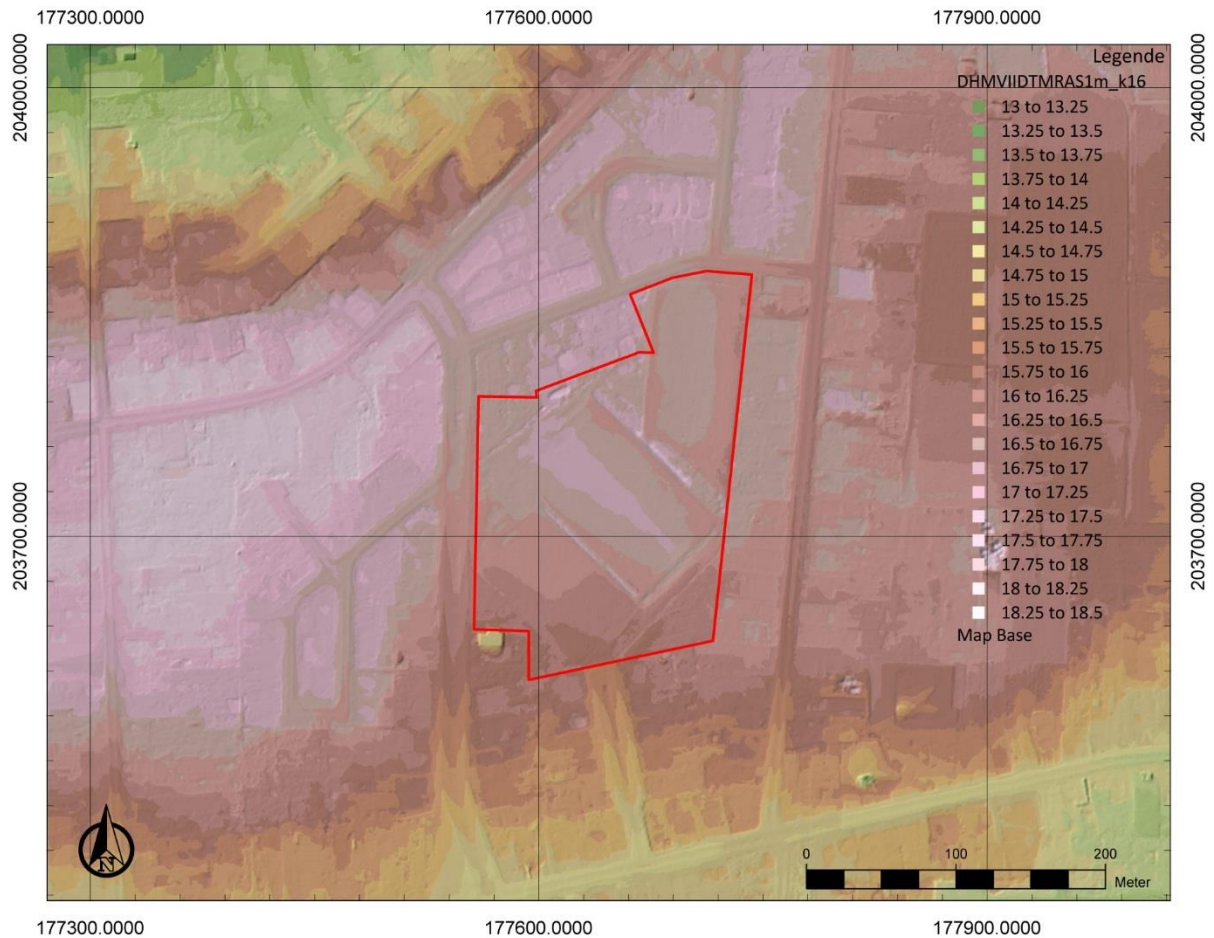 177300.0000 177600.0000 177900.0000
204000.0000 204000.0000
Legende
DHMVIIDTMRAS1m_k16
13 to 13.25
13.25 to 13.5
13.5 to 13.75
13.75 to 14
14 to 14.25
14.25 to 14.5
14.5 to 14.75
14.75 to 15
15 to 15.25
15.25 to 15.5
15.5 to 15.75
15.75 to 16
16 to 16.25
16.25 to 16.5
16.5 to 16.75
16.75 to 17
17 to 17.25
17.25 to 17.5
17.5 to 17.75
17.75 to 18
18 to 18.25
18.25 to 18.5
Map Base
203700.0000 203700.0000
N
0 100 200
Meter
177300.0000 177600.0000 177900.0000